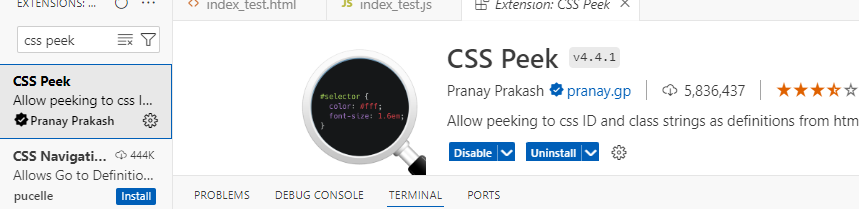 EXTENSIONS: ...
index_test.html
JS index_test.js
Extension: CSS Peek
css peek
CSS Peek
Allow peeking to css I...
Pranay Prakash
CSS Navigati... 444K
Allows Go to Definitio...
pucelle
Install
#selector {
color: #fff;
font-size: 1.6em;
}
CSS Peek v4.4.1
Pranay Prakash pranay.gp 5,836,437
Allow peeking to css ID and class strings as definitions from htm
Disable Uninstall
PROBLEMS DEBUG CONSOLE TERMINAL PORTS